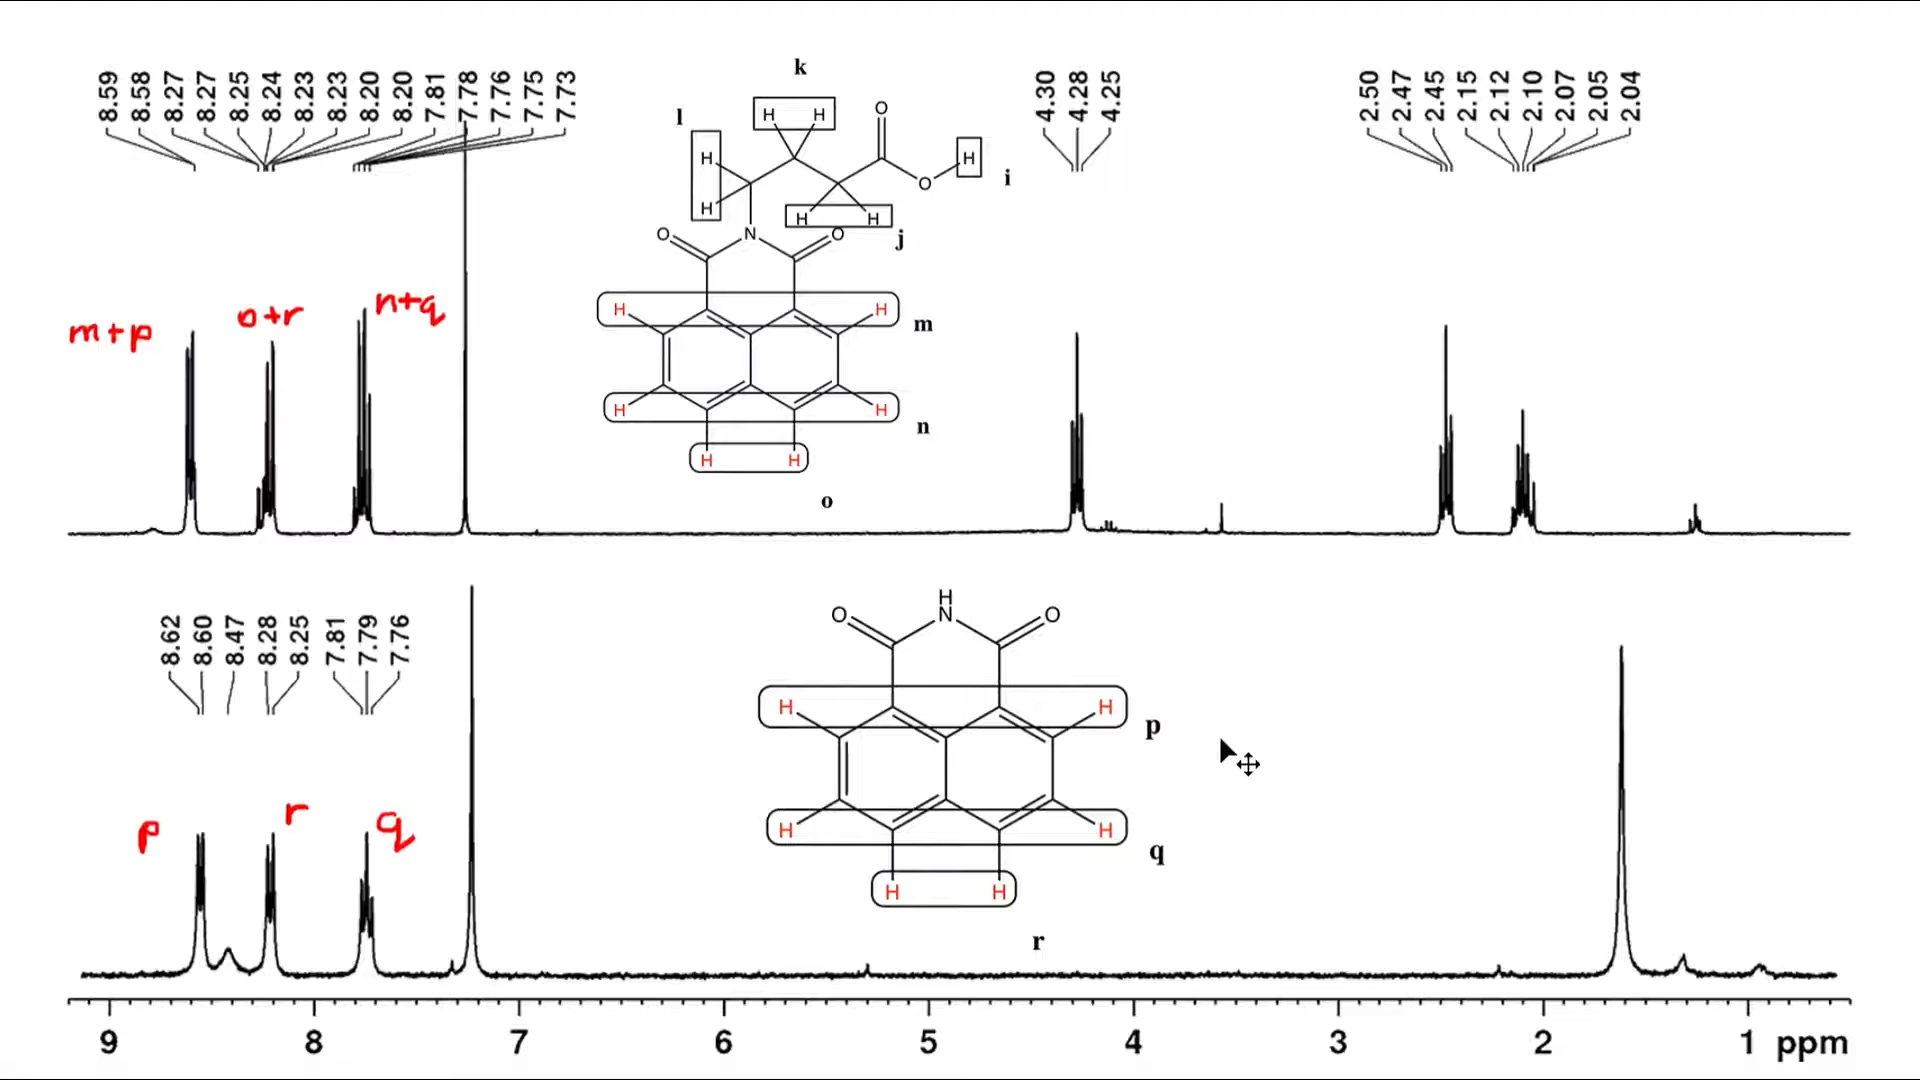 8.59 8.58 8.27 8.27 8.25 8.24 8.23 8.23 8.20 8.20 7.81 7.78 7.76 7.75 7.73
4.30 4.28 4.25
2.50 2.47 2.45 2.15 2.12 2.10 2.07 2.05 2.04
k
H H O
l
H H
i
H O
H H
j
O N O
m+p
o+r
n+q
H H
m
H H
n
H H
o
8.62 8.60 8.47 8.28 8.25 7.81 7.79 7.76
H
O N O
H H
p
p
r
q
H H
q
H H
r
9 8 7 6 5 4 3 2 1 ppm